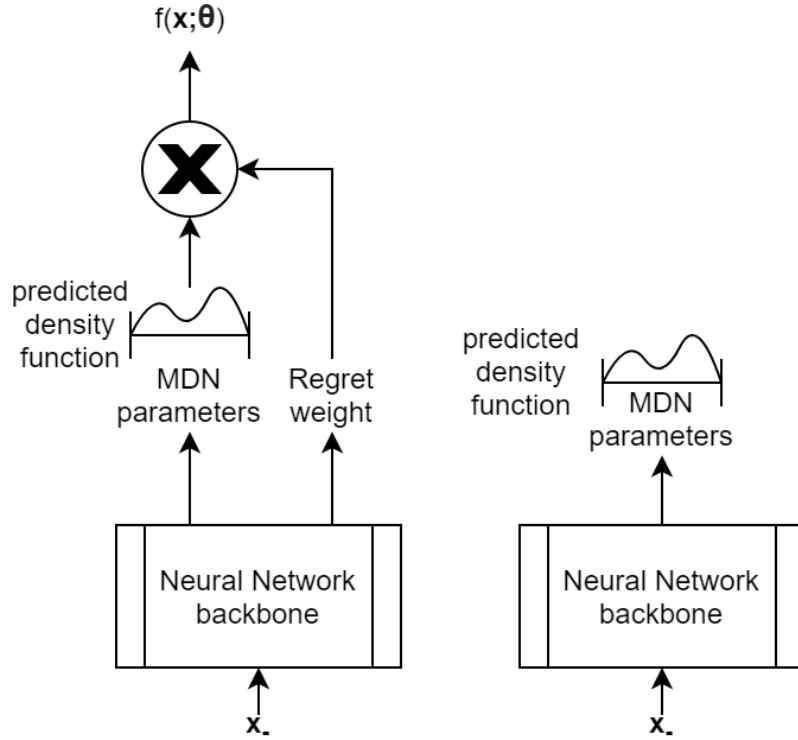 f(x;θ)
X
predicted
density
function
MDN
parameters
Regret
weight
Neural Network
backbone
x-
predicted
density
function
MDN
parameters
Neural Network
backbone
x-